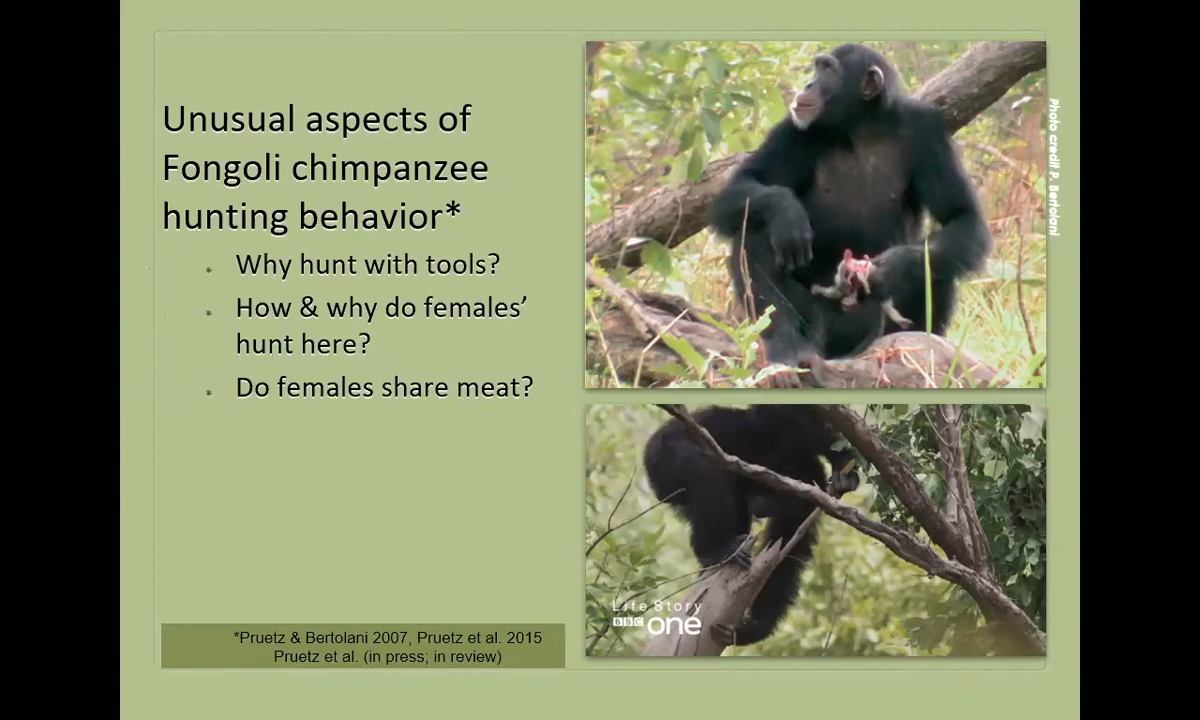 Unusual aspects of
Fongoli chimpanzee
hunting behavior*
Why hunt with tools?
How & why do females’
hunt here?
Do females share meat?
*Pruetz & Bertolani 2007, Pruetz et al. 2015
Pruetz et al. (in press; in review)
Photo credit P. Bertolani
Life Story
BBC one